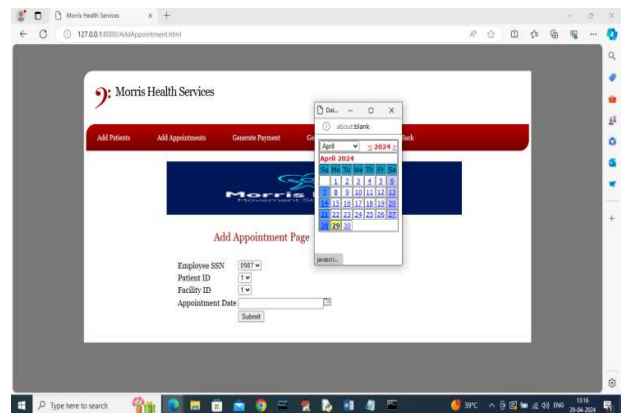 Morris Health Services
127.0.0.1:8000/AddAppointment.html
Morris Health Services
Add Patients Add Appointments Generate Payment Ge
Morris
Add Appointment Page
Employee SSN 0987
Patient ID 1
Facility ID 1
Appointment Date
Submit
Dat...
about:blank
April < 2024 >
April 2024
Su Mo Tu We Th Fr Sa
1 2 3 4 5 6
7 8 9 10 11 12 13
14 15 16 17 18 19 20
21 22 23 24 25 26 27
28 29 30
javascri...
Type here to search
39°C
ENG
13:16
29-04-2024